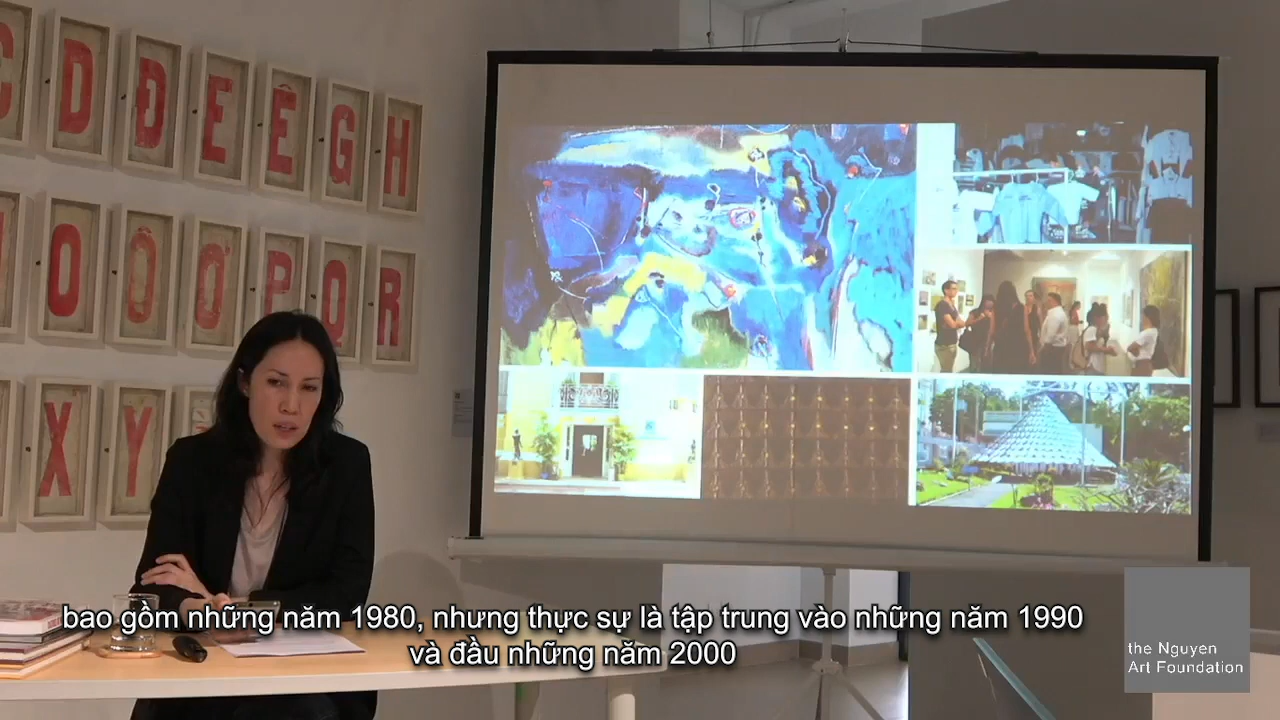 C D Đ E Ê G H
O Ô Ơ P Q R
X Y
bao gồm những năm 1980, nhưng thực sự là tập trung vào những năm 1990
và đầu những năm 2000
the Nguyen
Art Foundation